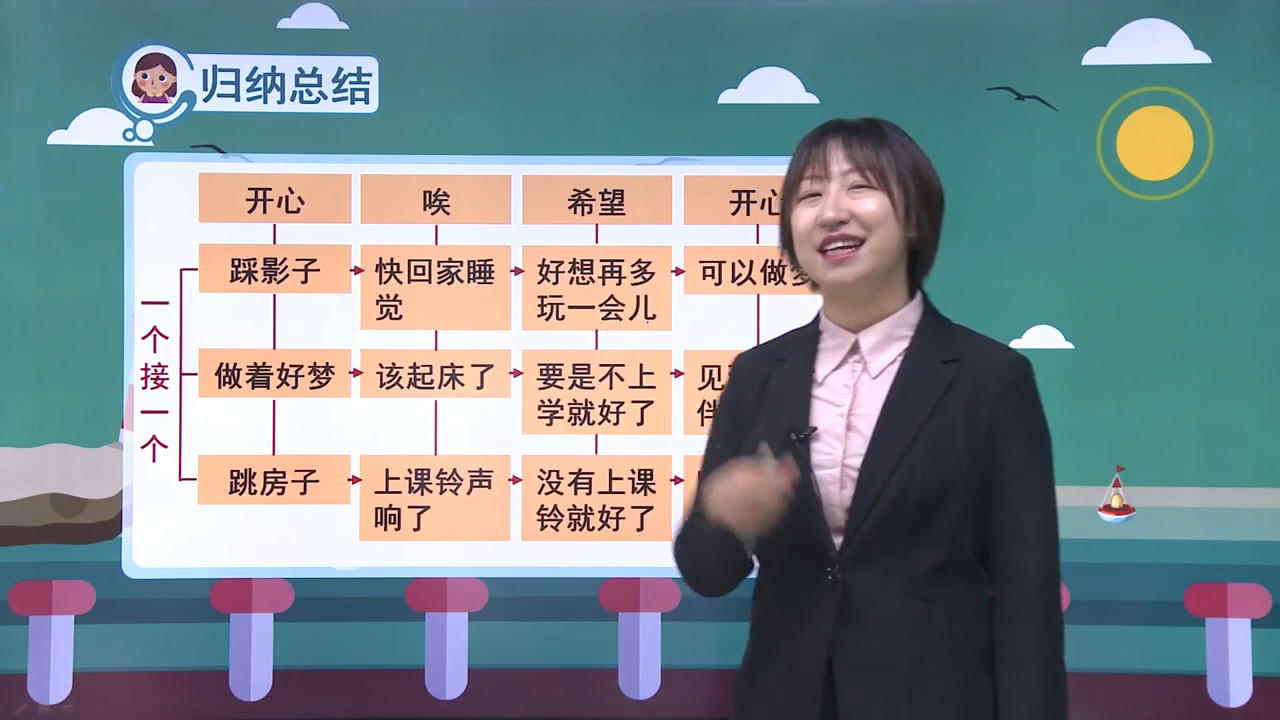 归纳总结
开心 唉 希望 开心
一个接一个
踩影子 快回家睡 好想再多 可以做
觉 玩一会儿
做着好梦 该起床了 要是不上 见
学就好了 伴
跳房子 上课铃声 没有上课
响了 铃就好了